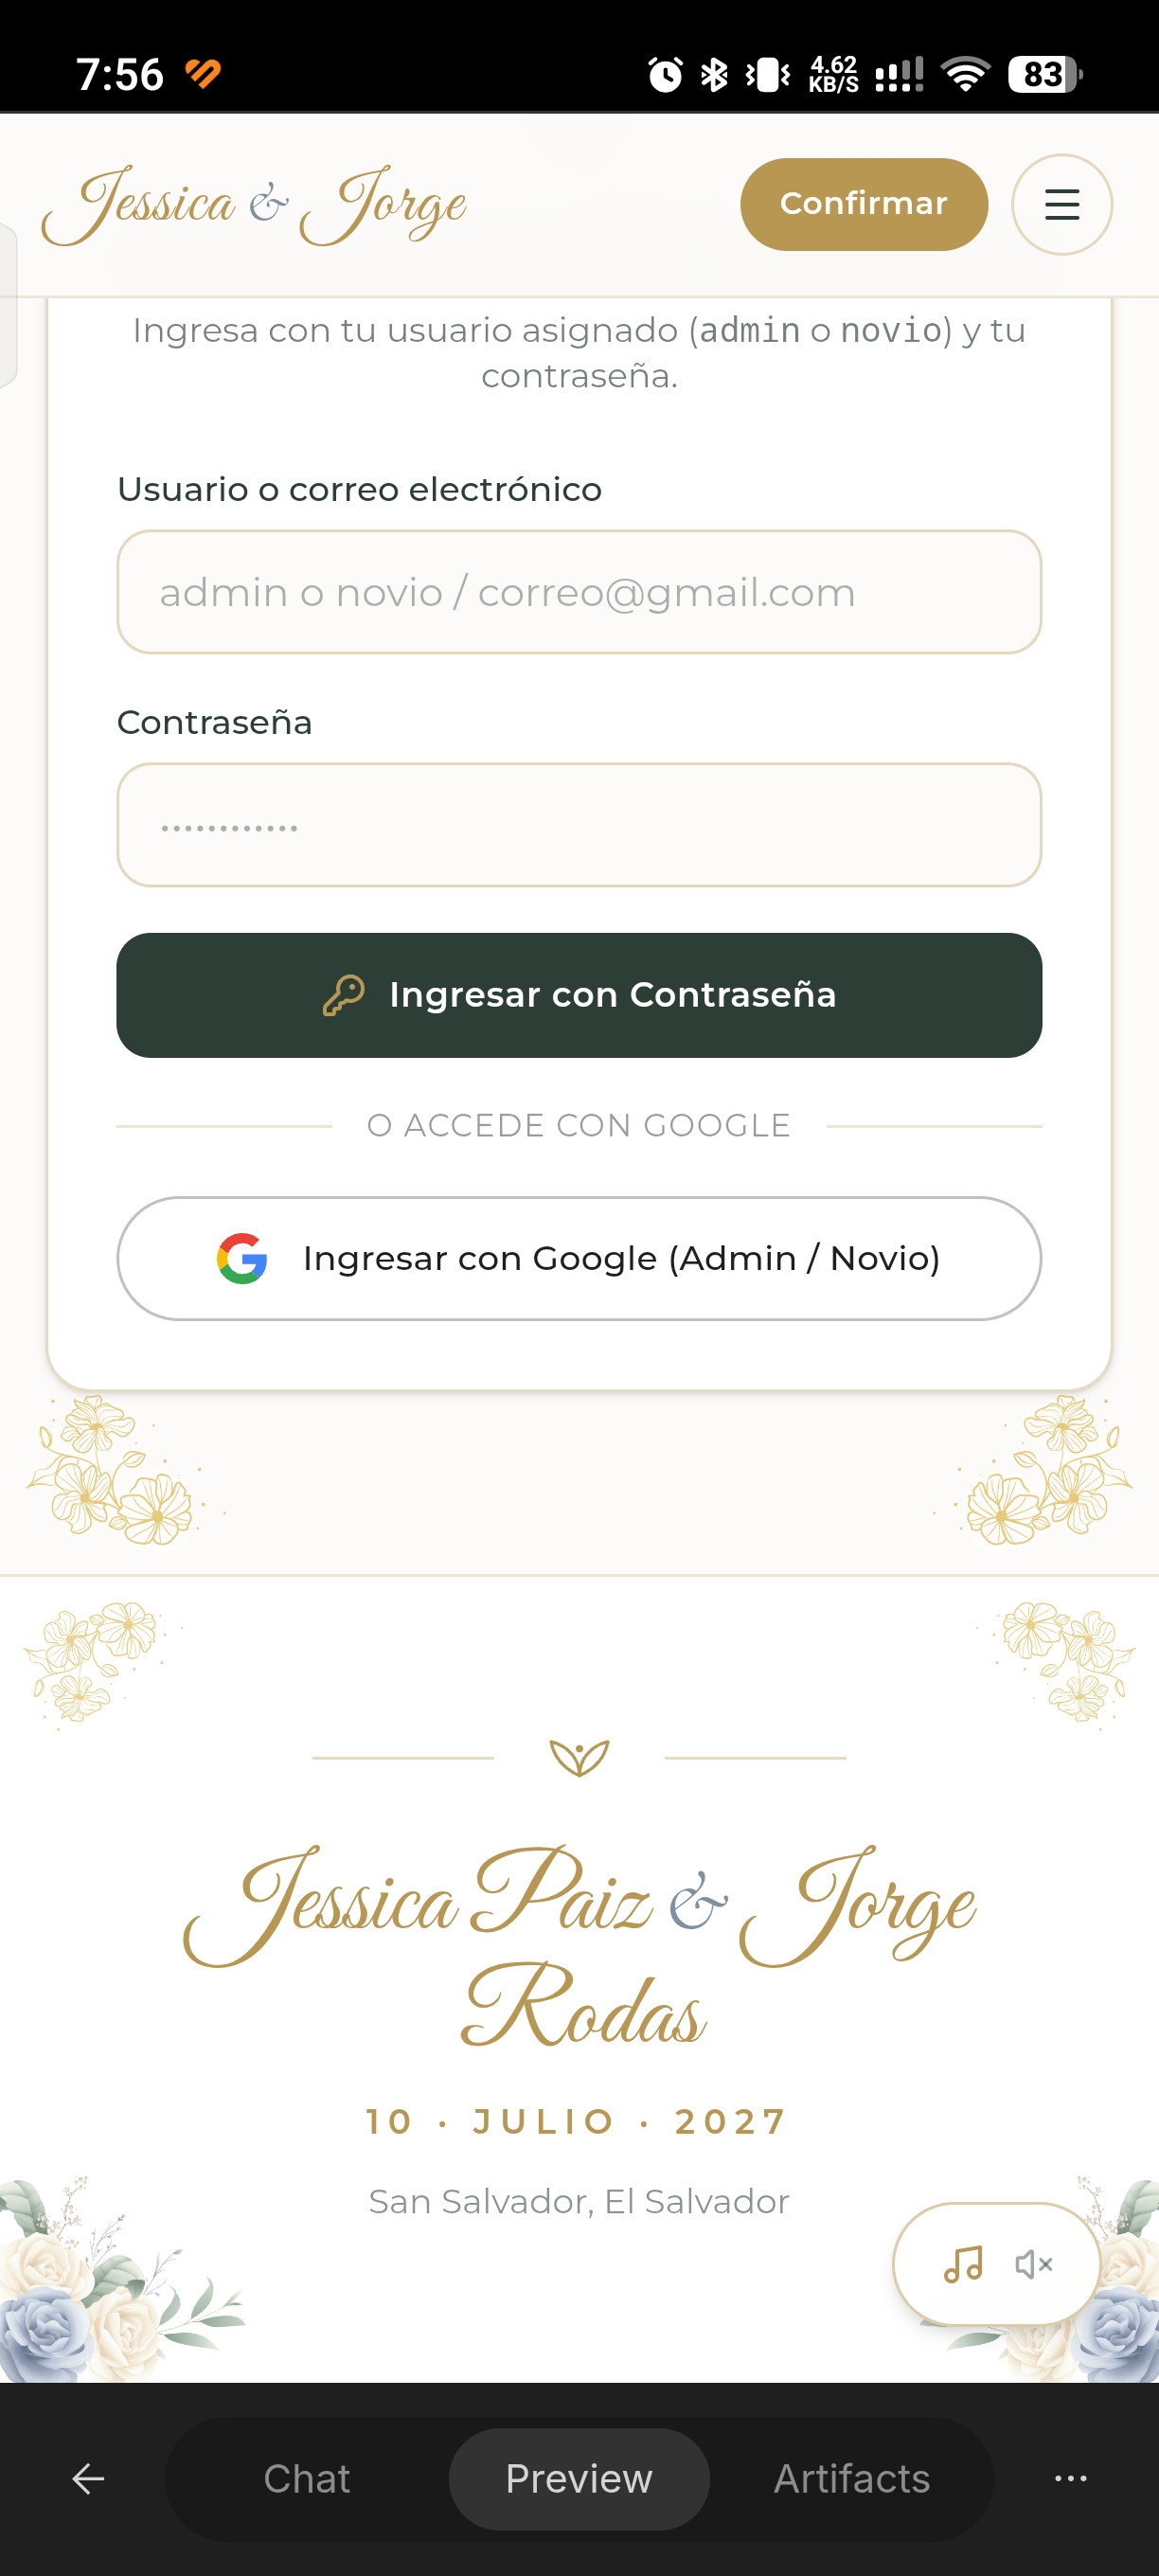 7:56
4.62
KB/S
83
Jessica & Jorge
Confirmar
Ingresa con tu usuario asignado (admin o novio) y tu
contraseña.
Usuario o correo electrónico
admin o novio / correo@gmail.com
Contraseña
••••••••••••
Ingresar con Contraseña
O ACCEDE CON GOOGLE
Ingresar con Google (Admin / Novio)
Jessica Paiz & Jorge
Rodas
10 · JULIO · 2027
San Salvador, El Salvador
Chat
Preview
Artifacts